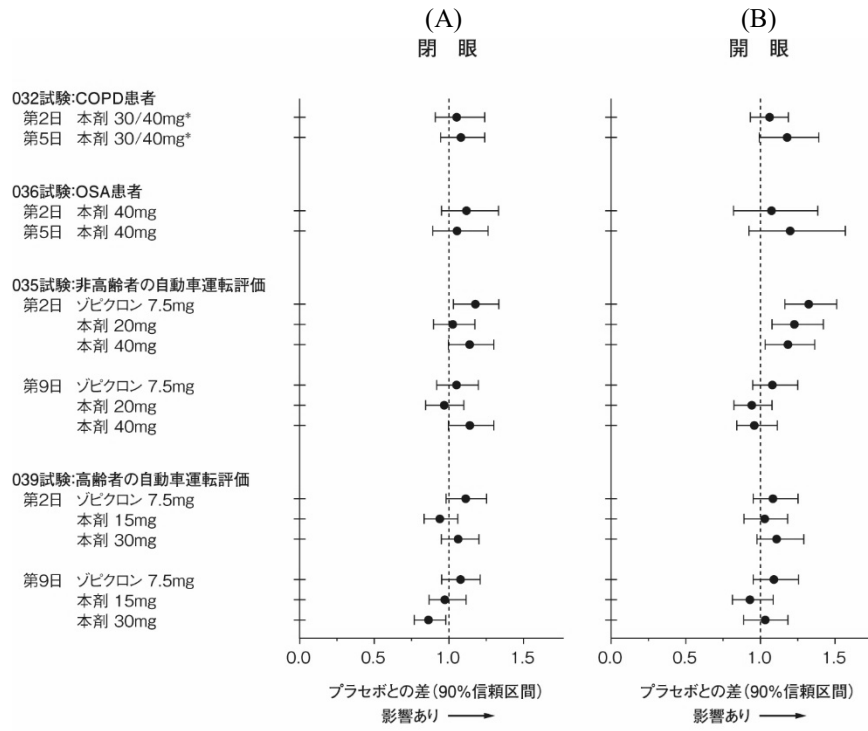 (A)
閉 眼
(B)
開 眼
032試験:COPD患者
第2日 本剤 30/40mg*
第5日 本剤 30/40mg*
036試験:OSA患者
第2日 本剤 40mg
第5日 本剤 40mg
035試験:非高齢者の自動車運転評価
第2日 ゾピクロン 7.5mg
本剤 20mg
本剤 40mg
第9日 ゾピクロン 7.5mg
本剤 20mg
本剤 40mg
039試験:高齢者の自動車運転評価
第2日 ゾピクロン 7.5mg
本剤 15mg
本剤 30mg
第9日 ゾピクロン 7.5mg
本剤 15mg
本剤 30mg
0.0 0.5 1.0 1.5
プラセボとの差(90%信頼区間)
影響あり →
0.0 0.5 1.0 1.5
プラセボとの差(90%信頼区間)
影響あり →